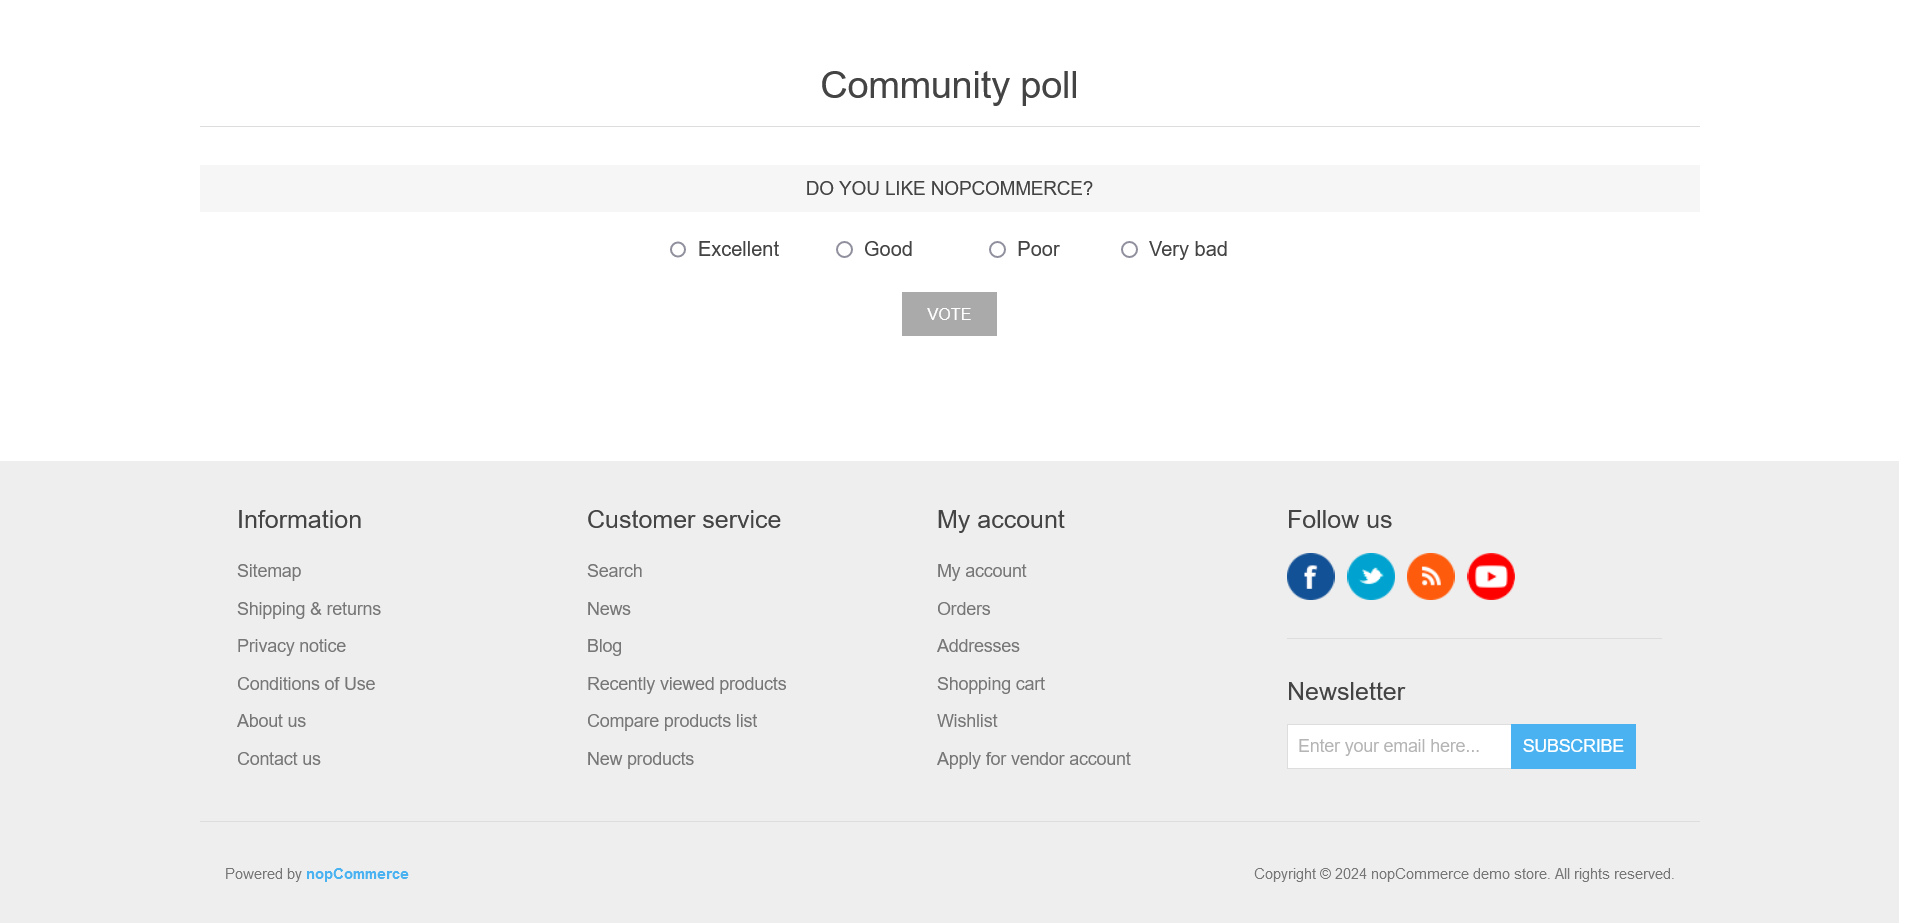 Community poll
DO YOU LIKE NOPCOMMERCE?
Excellent Good Poor Very bad
VOTE
Information
Sitemap
Shipping & returns
Privacy notice
Conditions of Use
About us
Contact us
Customer service
Search
News
Blog
Recently viewed products
Compare products list
New products
My account
My account
Orders
Addresses
Shopping cart
Wishlist
Apply for vendor account
Follow us
Newsletter
Enter your email here... SUBSCRIBE
Powered by nopCommerce
Copyright © 2024 nopCommerce demo store. All rights reserved.